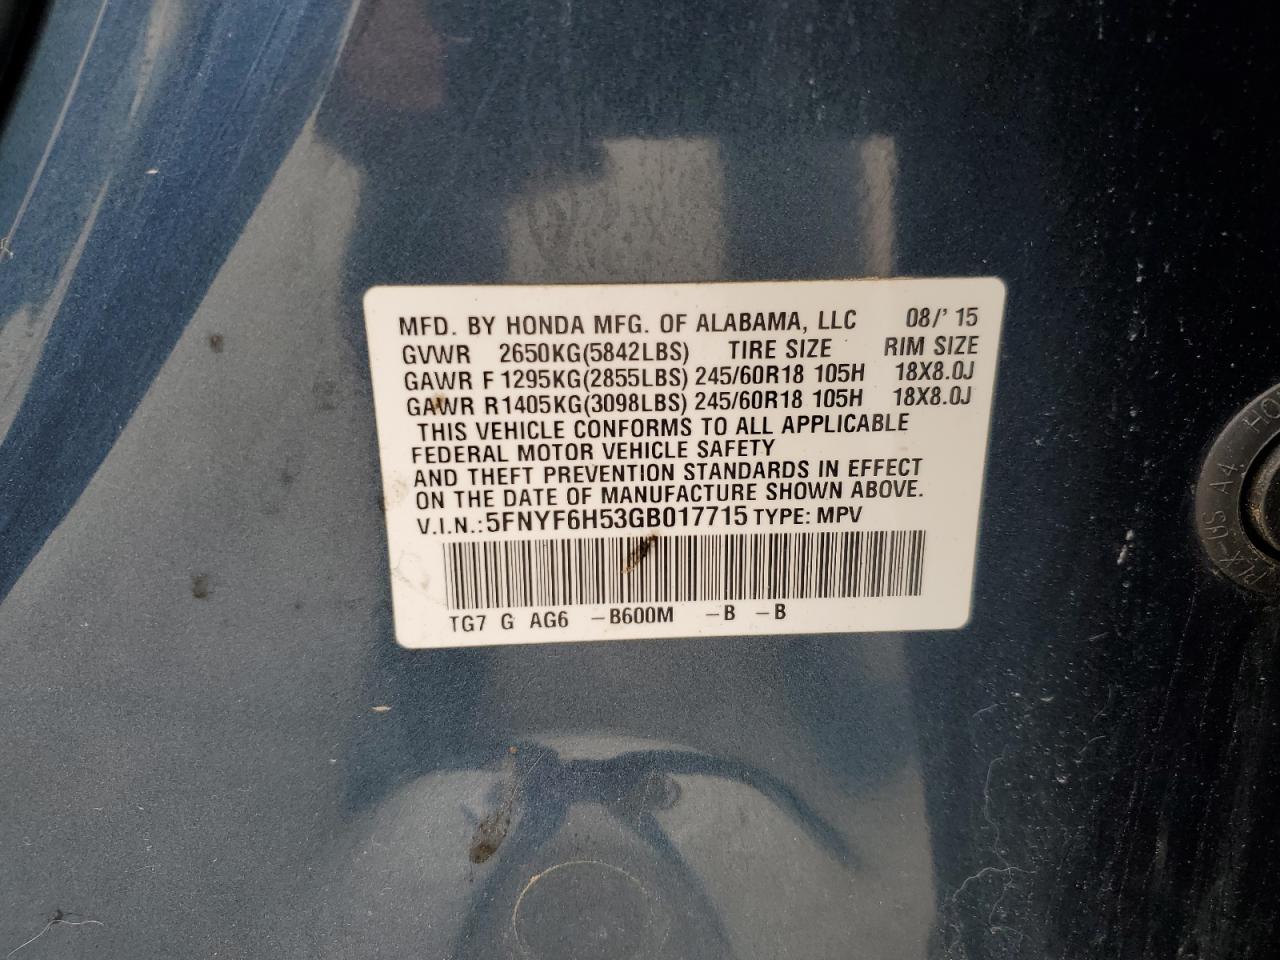 MFD. BY HONDA MFG. OF ALABAMA, LLC 08/' 15
GVWR 2650KG(5842LBS) TIRE SIZE RIM SIZE
GAWR F 1295KG(2855LBS) 245/60R18 105H 18X8.0J
GAWR R1405KG(3098LBS) 245/60R18 105H 18X8.0J
THIS VEHICLE CONFORMS TO ALL APPLICABLE
FEDERAL MOTOR VEHICLE SAFETY
AND THEFT PREVENTION STANDARDS IN EFFECT
ON THE DATE OF MANUFACTURE SHOWN ABOVE.
V.I.N.:5FNYF6H53GB017715 TYPE: MPV
TG7 G AG6 -B600M -B -B
A4